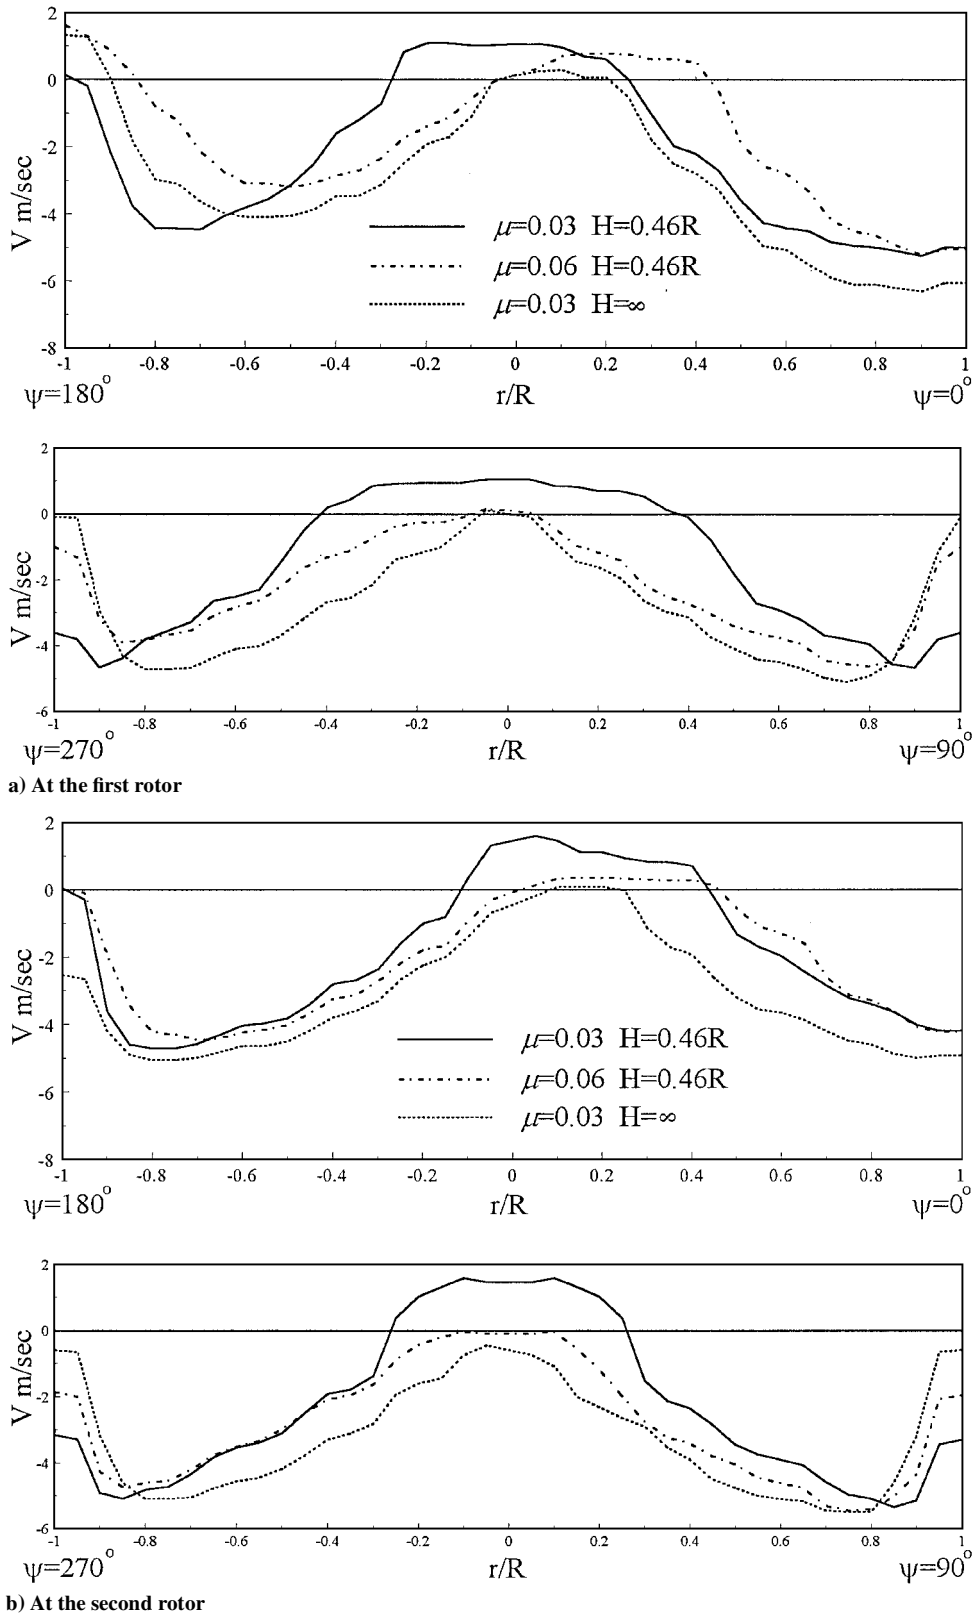 2
0
-2
-4
-6
-8
V m/sec
μ=0.03 H=0.46R
μ=0.06 H=0.46R
μ=0.03 H=∞
-1 -0.8 -0.6 -0.4 -0.2 0 0.2 0.4 0.6 0.8 1
ψ=180° r/R ψ=0°
2
0
-2
-4
-6
V m/sec
-1 -0.8 -0.6 -0.4 -0.2 0 0.2 0.4 0.6 0.8 1
ψ=270° r/R ψ=90°
a) At the first rotor
2
0
-2
-4
-6
-8
V m/sec
μ=0.03 H=0.46R
μ=0.06 H=0.46R
μ=0.03 H=∞
-1 -0.8 -0.6 -0.4 -0.2 0 0.2 0.4 0.6 0.8 1
ψ=180° r/R ψ=0°
2
0
-2
-4
-6
V m/sec
-1 -0.8 -0.6 -0.4 -0.2 0 0.2 0.4 0.6 0.8 1
ψ=270° r/R ψ=90°
b) At the second rotor